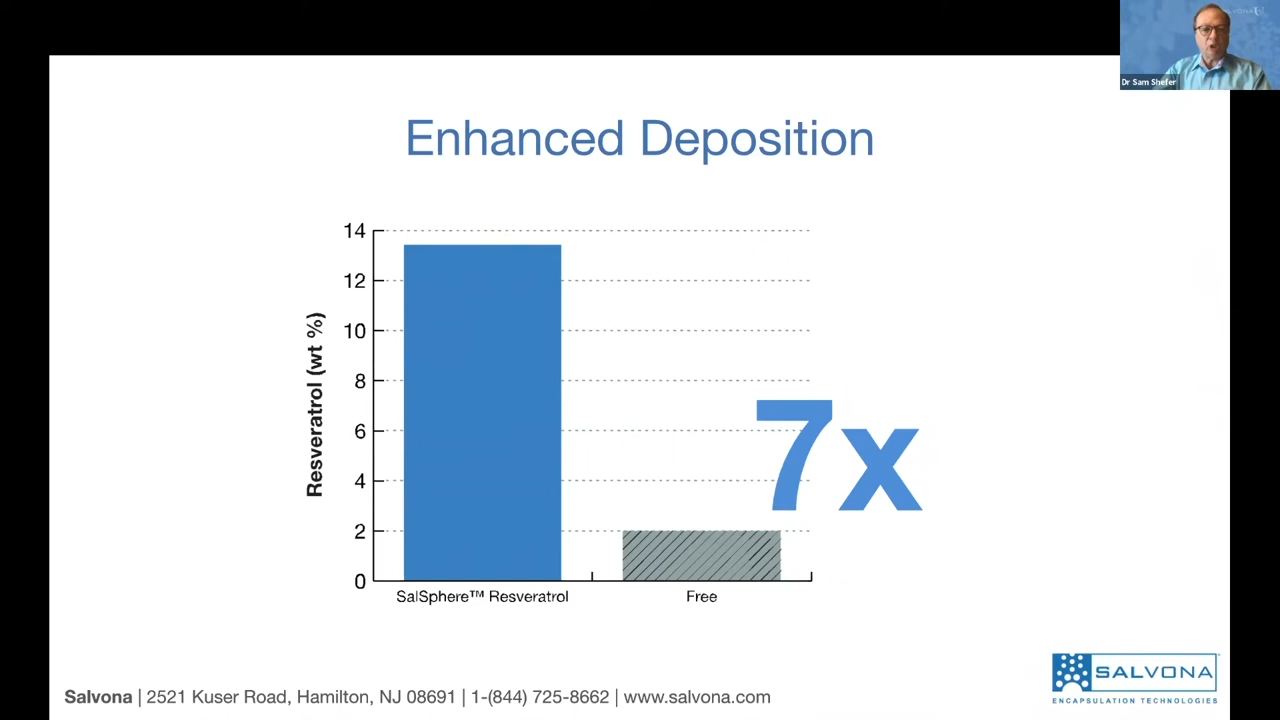 SALVONA
Dr Sam Shefer
Enhanced Deposition
14
12
10
8
6
4
2
0
Resveratrol (wt %)
7x
SalSphere™ Resveratrol
Free
SALVONA
ENCAPSULATION TECHNOLOGIES
Salvona | 2521 Kuser Road, Hamilton, NJ 08691 | 1-(844) 725-8662 | www.salvona.com